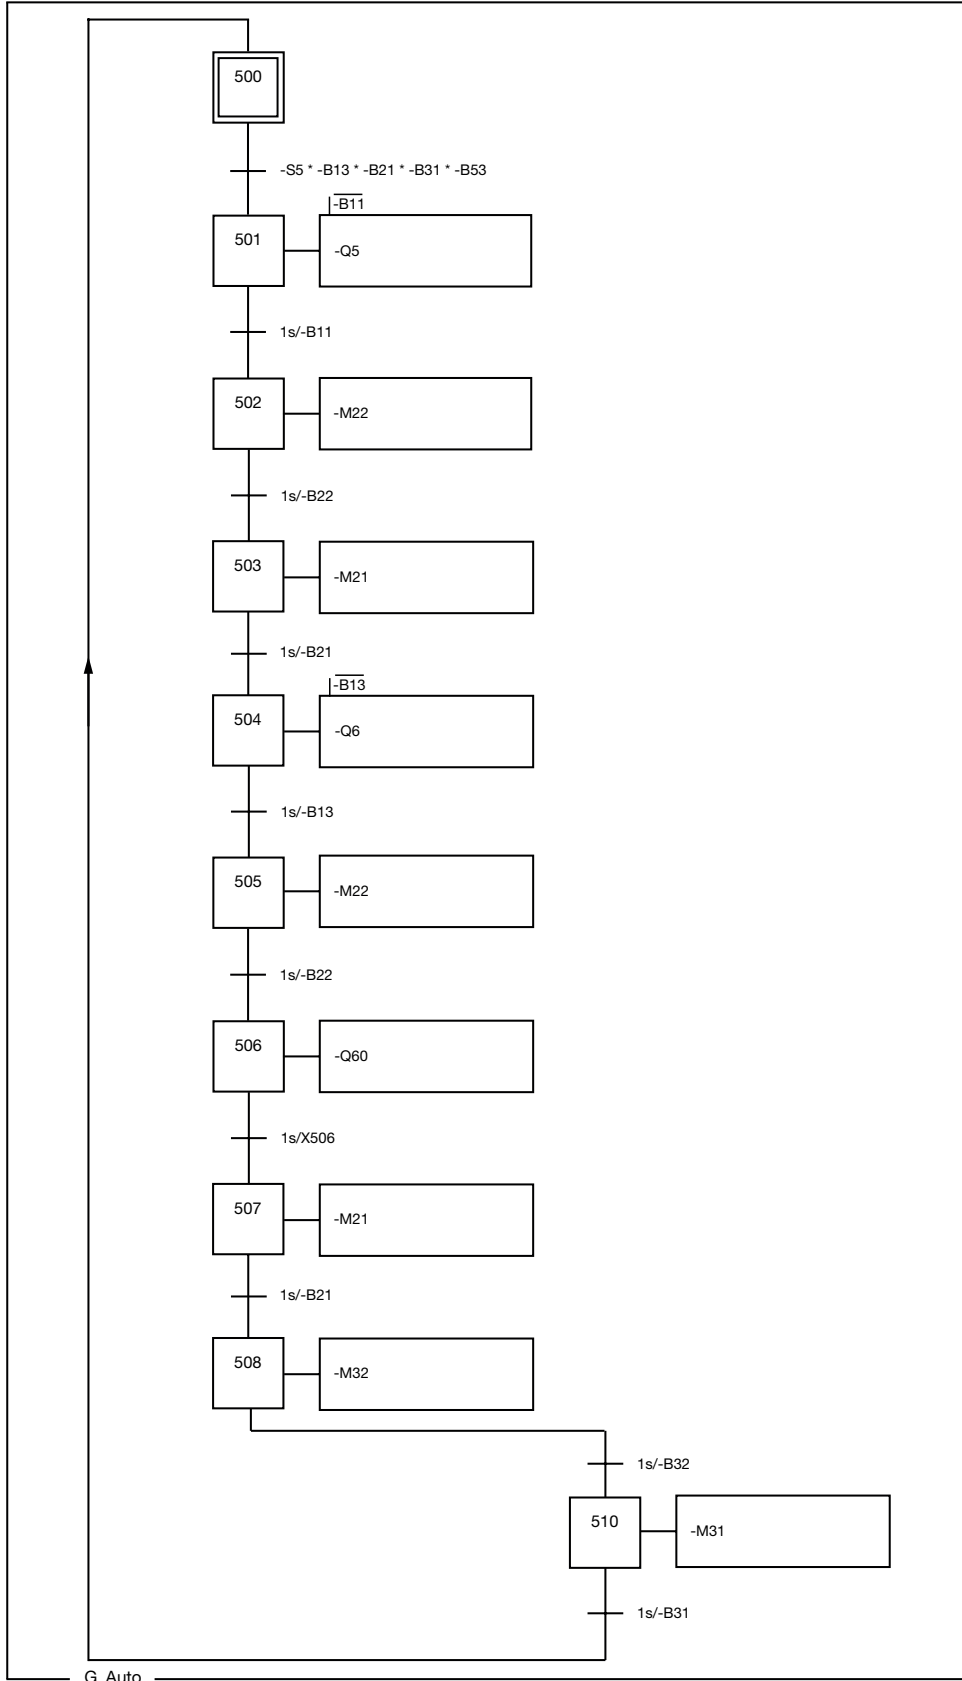 500
-S5 * -B13 * -B21 * -B31 * -B53
-B11
501
-Q5
1s/-B11
502
-M22
1s/-B22
503
-M21
1s/-B21
-B13
504
-Q6
1s/-B13
505
-M22
1s/-B22
506
-Q60
1s/X506
507
-M21
1s/-B21
508
-M32
1s/-B32
510
-M31
1s/-B31
G_Auto